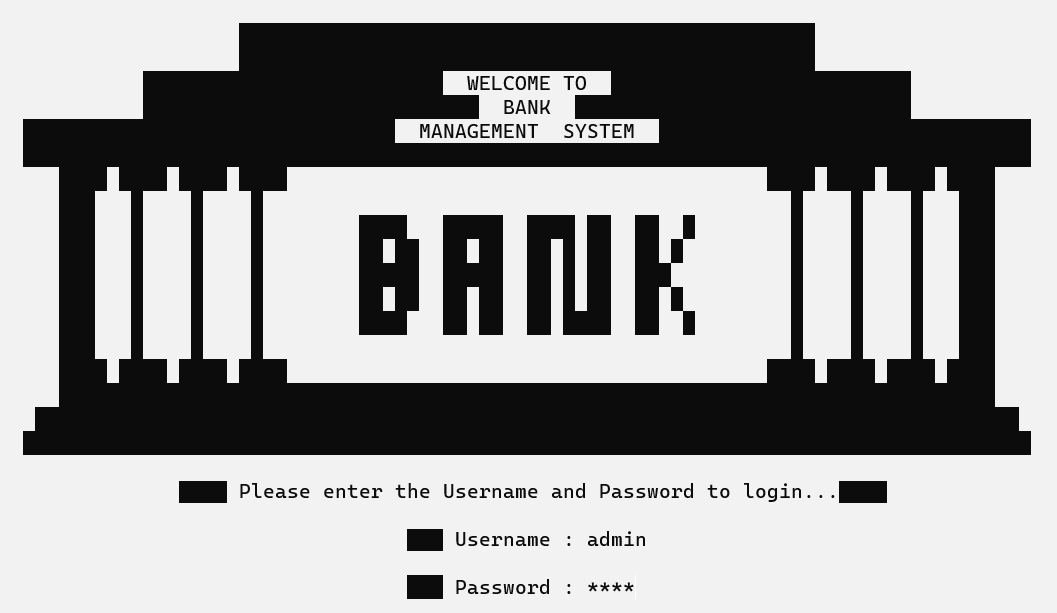 WELCOME TO
BANK
MANAGEMENT  SYSTEM
BANK
Please enter the Username and Password to login...
Username : admin
Password : ****